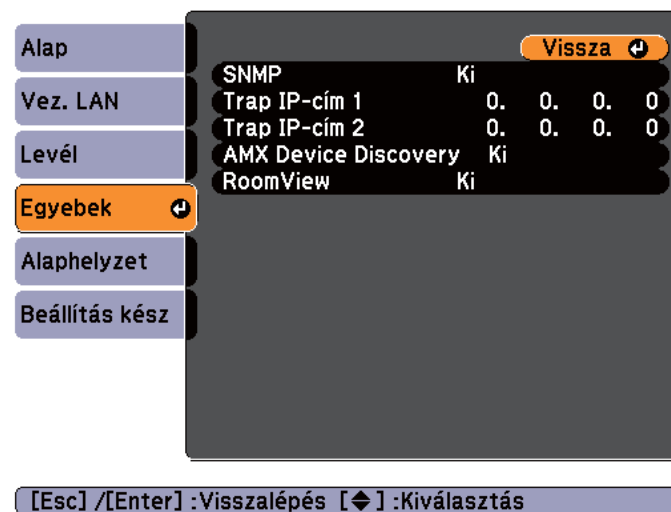 Alap
Vez. LAN
Levél
Egyebek
Alaphelyzet
Beállítás kész
Vissza
SNMP Ki
Trap IP-cím 1 0. 0. 0. 0
Trap IP-cím 2 0. 0. 0. 0
AMX Device Discovery Ki
RoomView Ki
[Esc] /[Enter] :Visszalépés [◆] :Kiválasztás